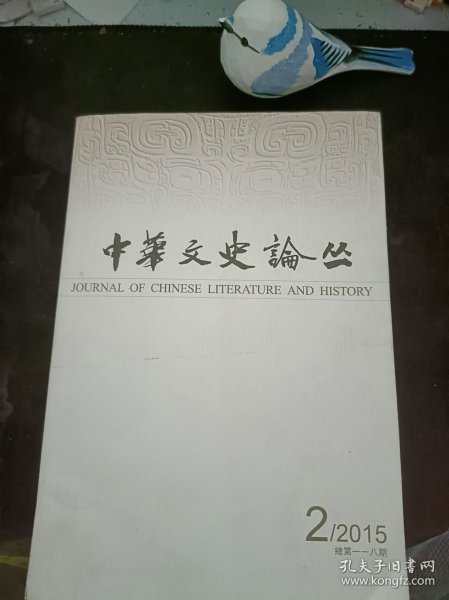 中華文史論丛
JOURNAL OF CHINESE LITERATURE AND HISTORY
2/2015
總第一一八期
孔夫子旧书网
www.kongfz.com